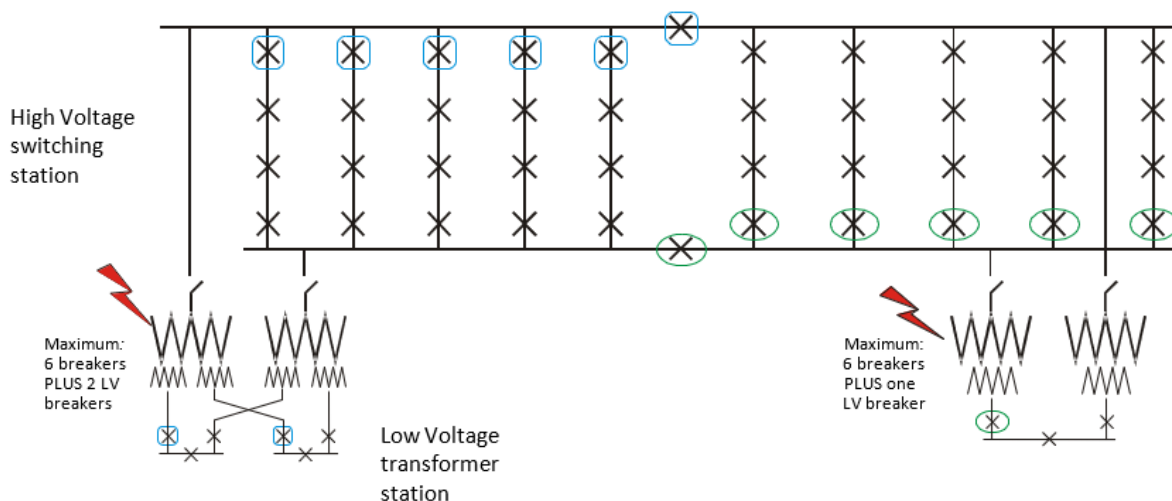 High Voltage
switching
station
Maximum:
6 breakers
PLUS 2 LV
breakers
Low Voltage
transformer
station
Maximum:
6 breakers
PLUS one
LV breaker